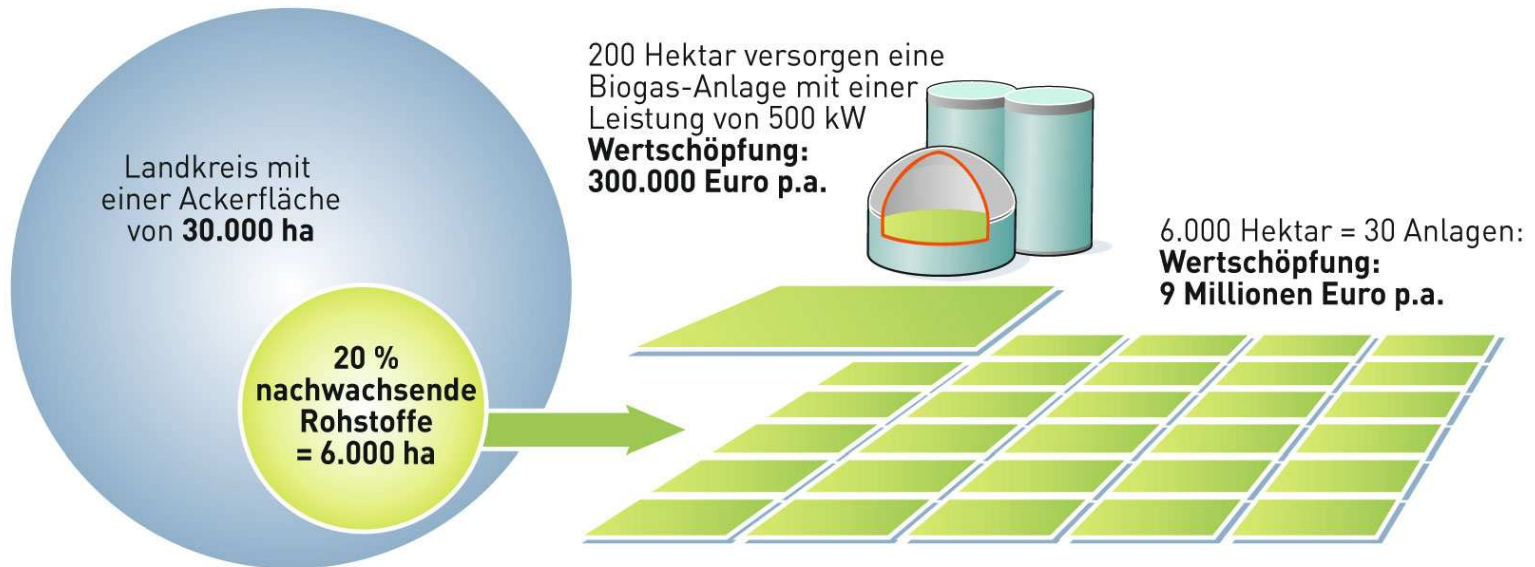 Landkreis mit
einer Ackerfläche
von 30.000 ha
20 %
nachwachsende
Rohstoffe
= 6.000 ha
200 Hektar versorgen eine
Biogas-Anlage mit einer
Leistung von 500 kW
Wertschöpfung:
300.000 Euro p.a.
6.000 Hektar = 30 Anlagen:
Wertschöpfung:
9 Millionen Euro p.a.